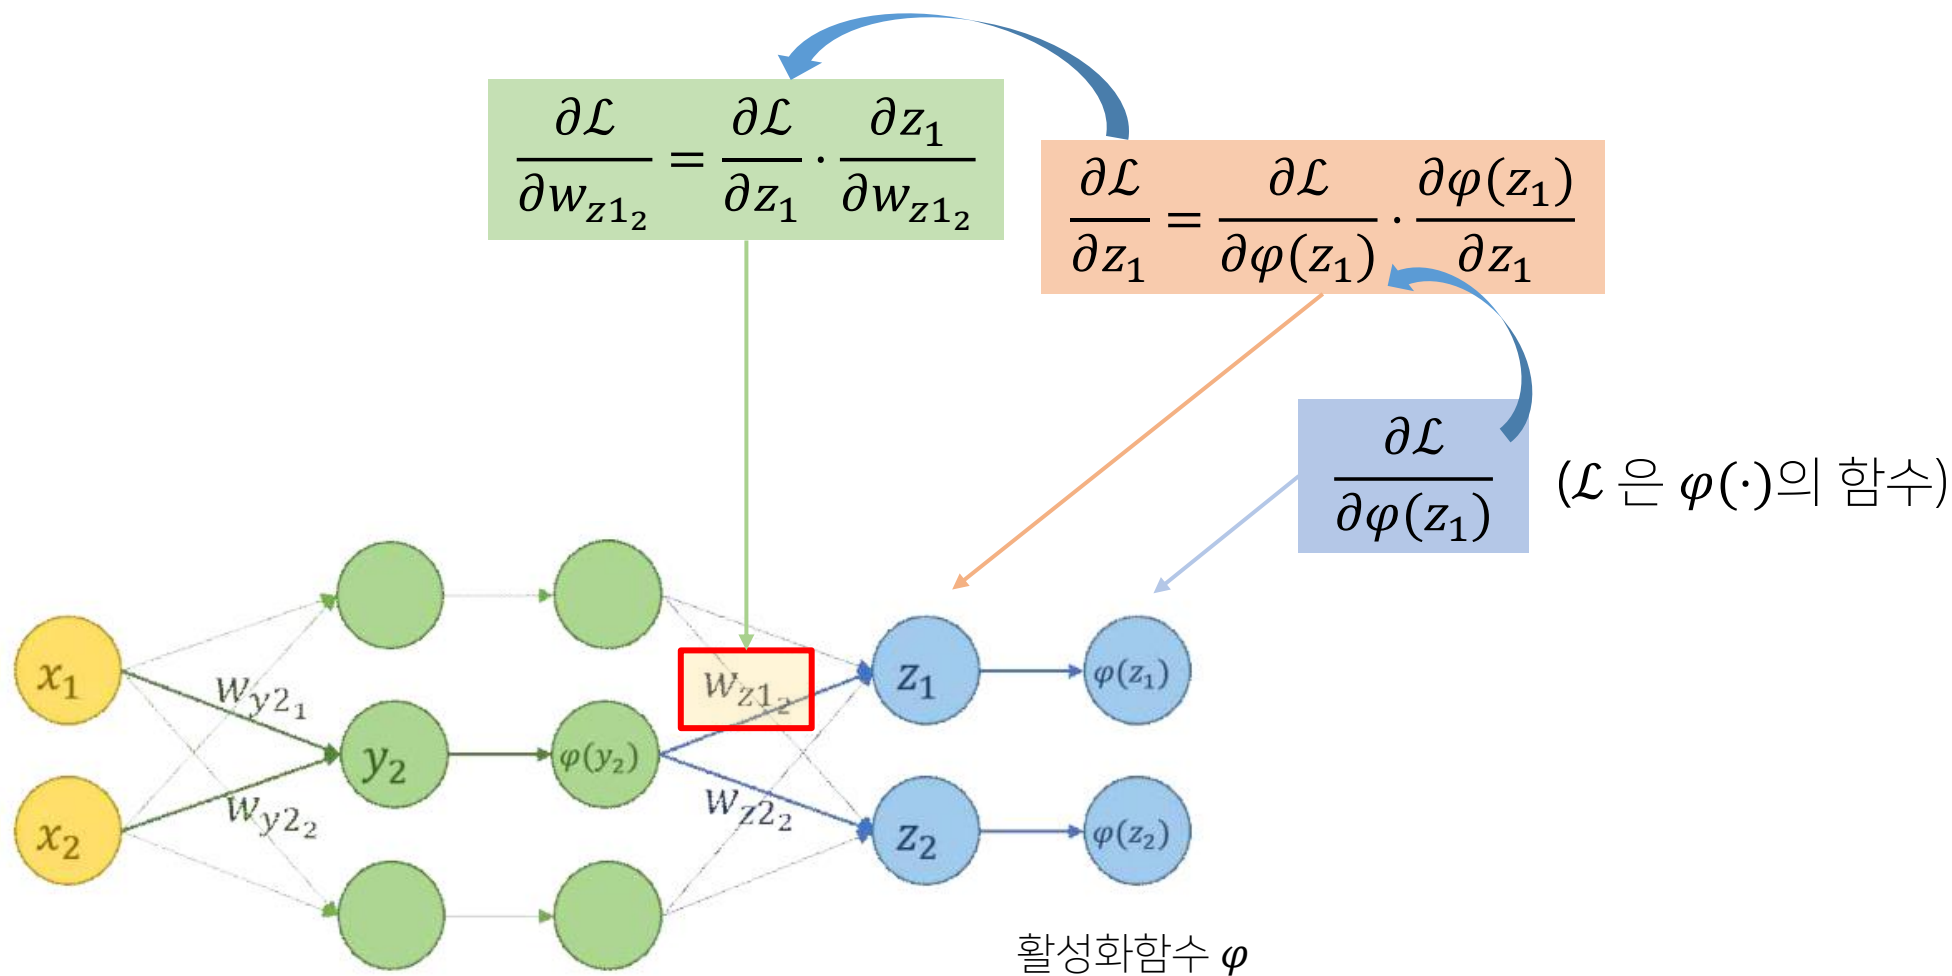 ∂ℒ/∂w_{z1_2} = ∂ℒ/∂z_1 · ∂z_1/∂w_{z1_2}
∂ℒ/∂z_1 = ∂ℒ/∂φ(z_1) · ∂φ(z_1)/∂z_1
∂ℒ/∂φ(z_1)
(ℒ 은 φ(·)의 함수)
x_1
w_{y2_1}
w_{z1_2}
z_1
φ(z_1)
y_2
φ(y_2)
x_2
w_{y2_2}
w_{z2_2}
z_2
φ(z_2)
활성화함수 φ